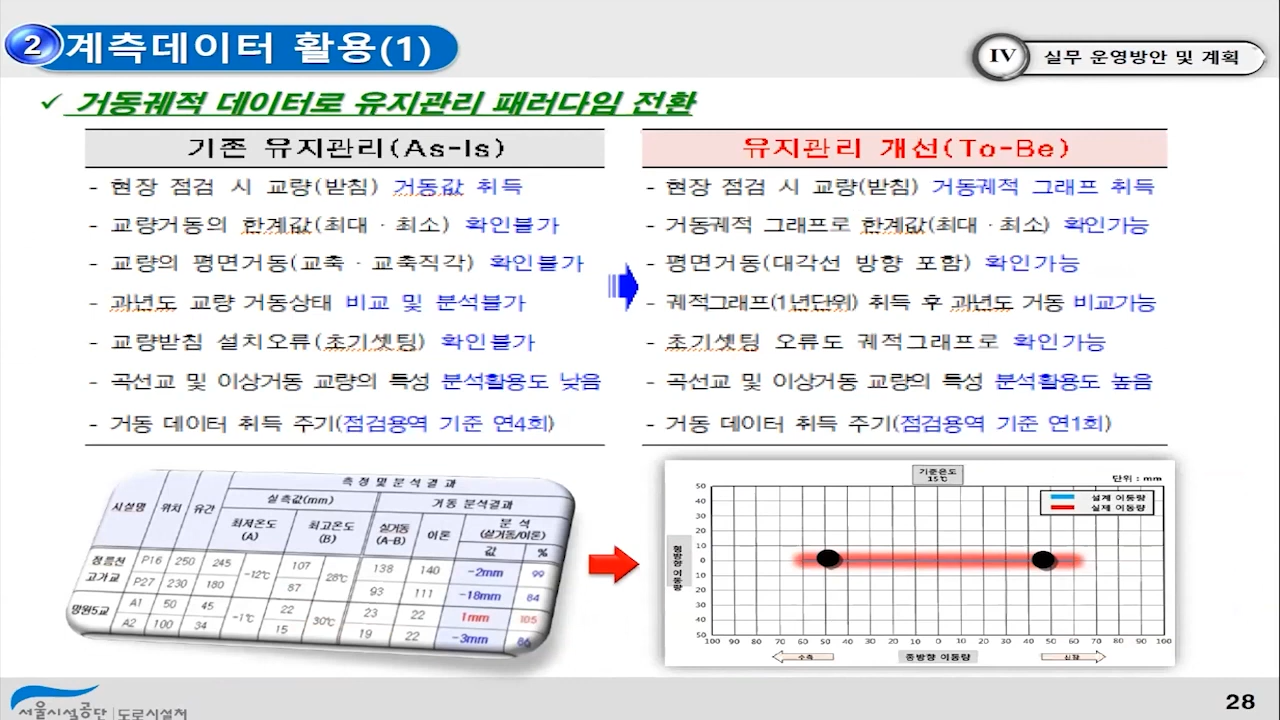 2 계측데이터 활용(1)
IV 실무 운영방안 및 계획
✓ 거동궤적 데이터로 유지관리 패러다임 전환
기존 유지관리(As-Is)
- 현장 점검 시 교량(받침) 거동값 취득
- 교량거동의 한계값(최대ㆍ최소) 확인불가
- 교량의 평면거동(교축ㆍ교축직각) 확인불가
- 과년도 교량 거동상태 비교 및 분석불가
- 교량받침 설치오류(초기셋팅) 확인불가
- 곡선교 및 이상거동 교량의 특성 분석활용도 낮음
- 거동 데이터 취득 주기(점검용역 기준 연4회)
유지관리 개선(To-Be)
- 현장 점검 시 교량(받침) 거동궤적 그래프 취득
- 거동궤적 그래프로 한계값(최대ㆍ최소) 확인가능
- 평면거동(대각선 방향 포함) 확인가능
- 궤적그래프(1년단위) 취득 후 과년도 거동 비교가능
- 초기셋팅 오류도 궤적그래프로 확인가능
- 곡선교 및 이상거동 교량의 특성 분석활용도 높음
- 거동 데이터 취득 주기(점검용역 기준 연1회)
시설명 위치 유간 측정 및 분석 결과
실측값(mm) 거동 분석결과
최저온도 (A) 최고온도 (B) 실거동 (A-B) 이론 분 석 (실거동/이론)
값 %
정릉천 고가교 P16 250 245 -12℃ 107 28℃ 138 140 -2mm 99
P27 230 180 87 93 111 -18mm 84
망원5교 A1 50 45 -1℃ 22 30℃ 23 22 1mm 105
A2 100 34 15 19 22 -3mm 86
기준온도
15℃
단위 : mm
설계 이동량
실제 이동량
50
40
30
20
10
0
10
20
30
40
50
횡방향 이동량
100 90 80 70 60 50 40 30 20 10 0 10 20 30 40 50 60 70 80 90 100
수축 종방향 이동량 신장
서울시설공단 | 도로시설처
28